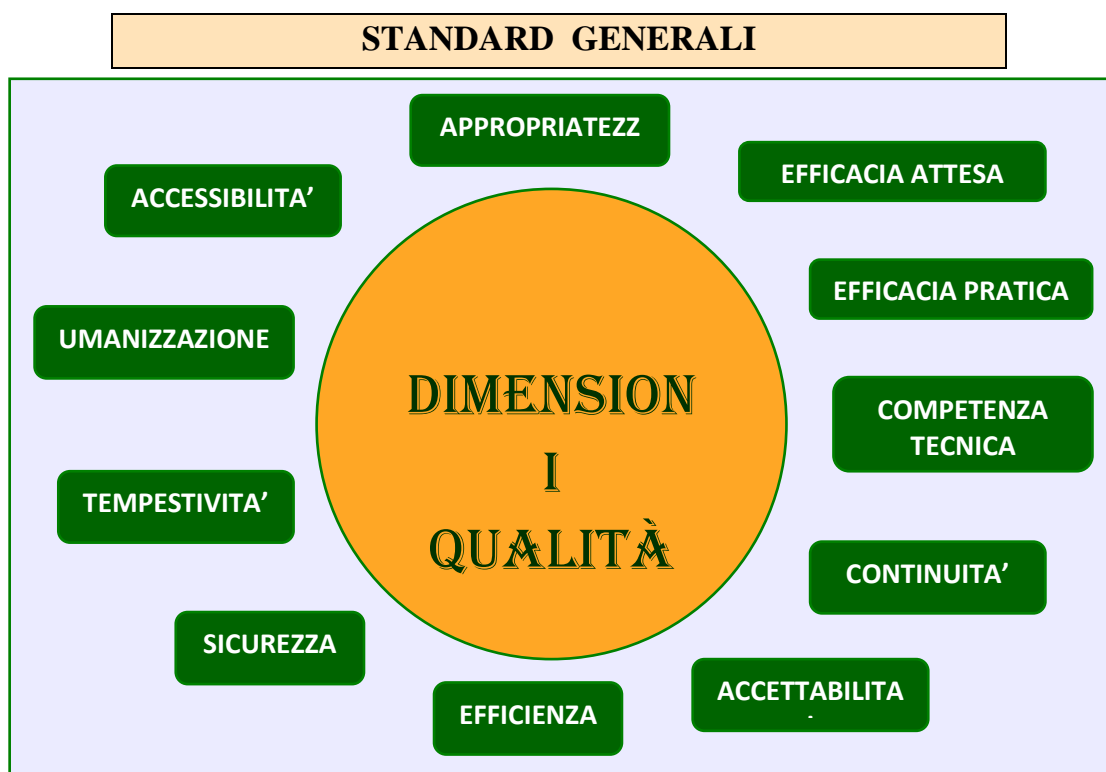 STANDARD GENERALI
APPROPRIATEZZ
EFFICACIA ATTESA
ACCESSIBILITA’
EFFICACIA PRATICA
UMANIZZAZIONE
DIMENSION
I
QUALITÀ
COMPETENZA
TECNICA
TEMPESTIVITA’
CONTINUITA’
SICUREZZA
ACCETTABILITA
EFFICIENZA